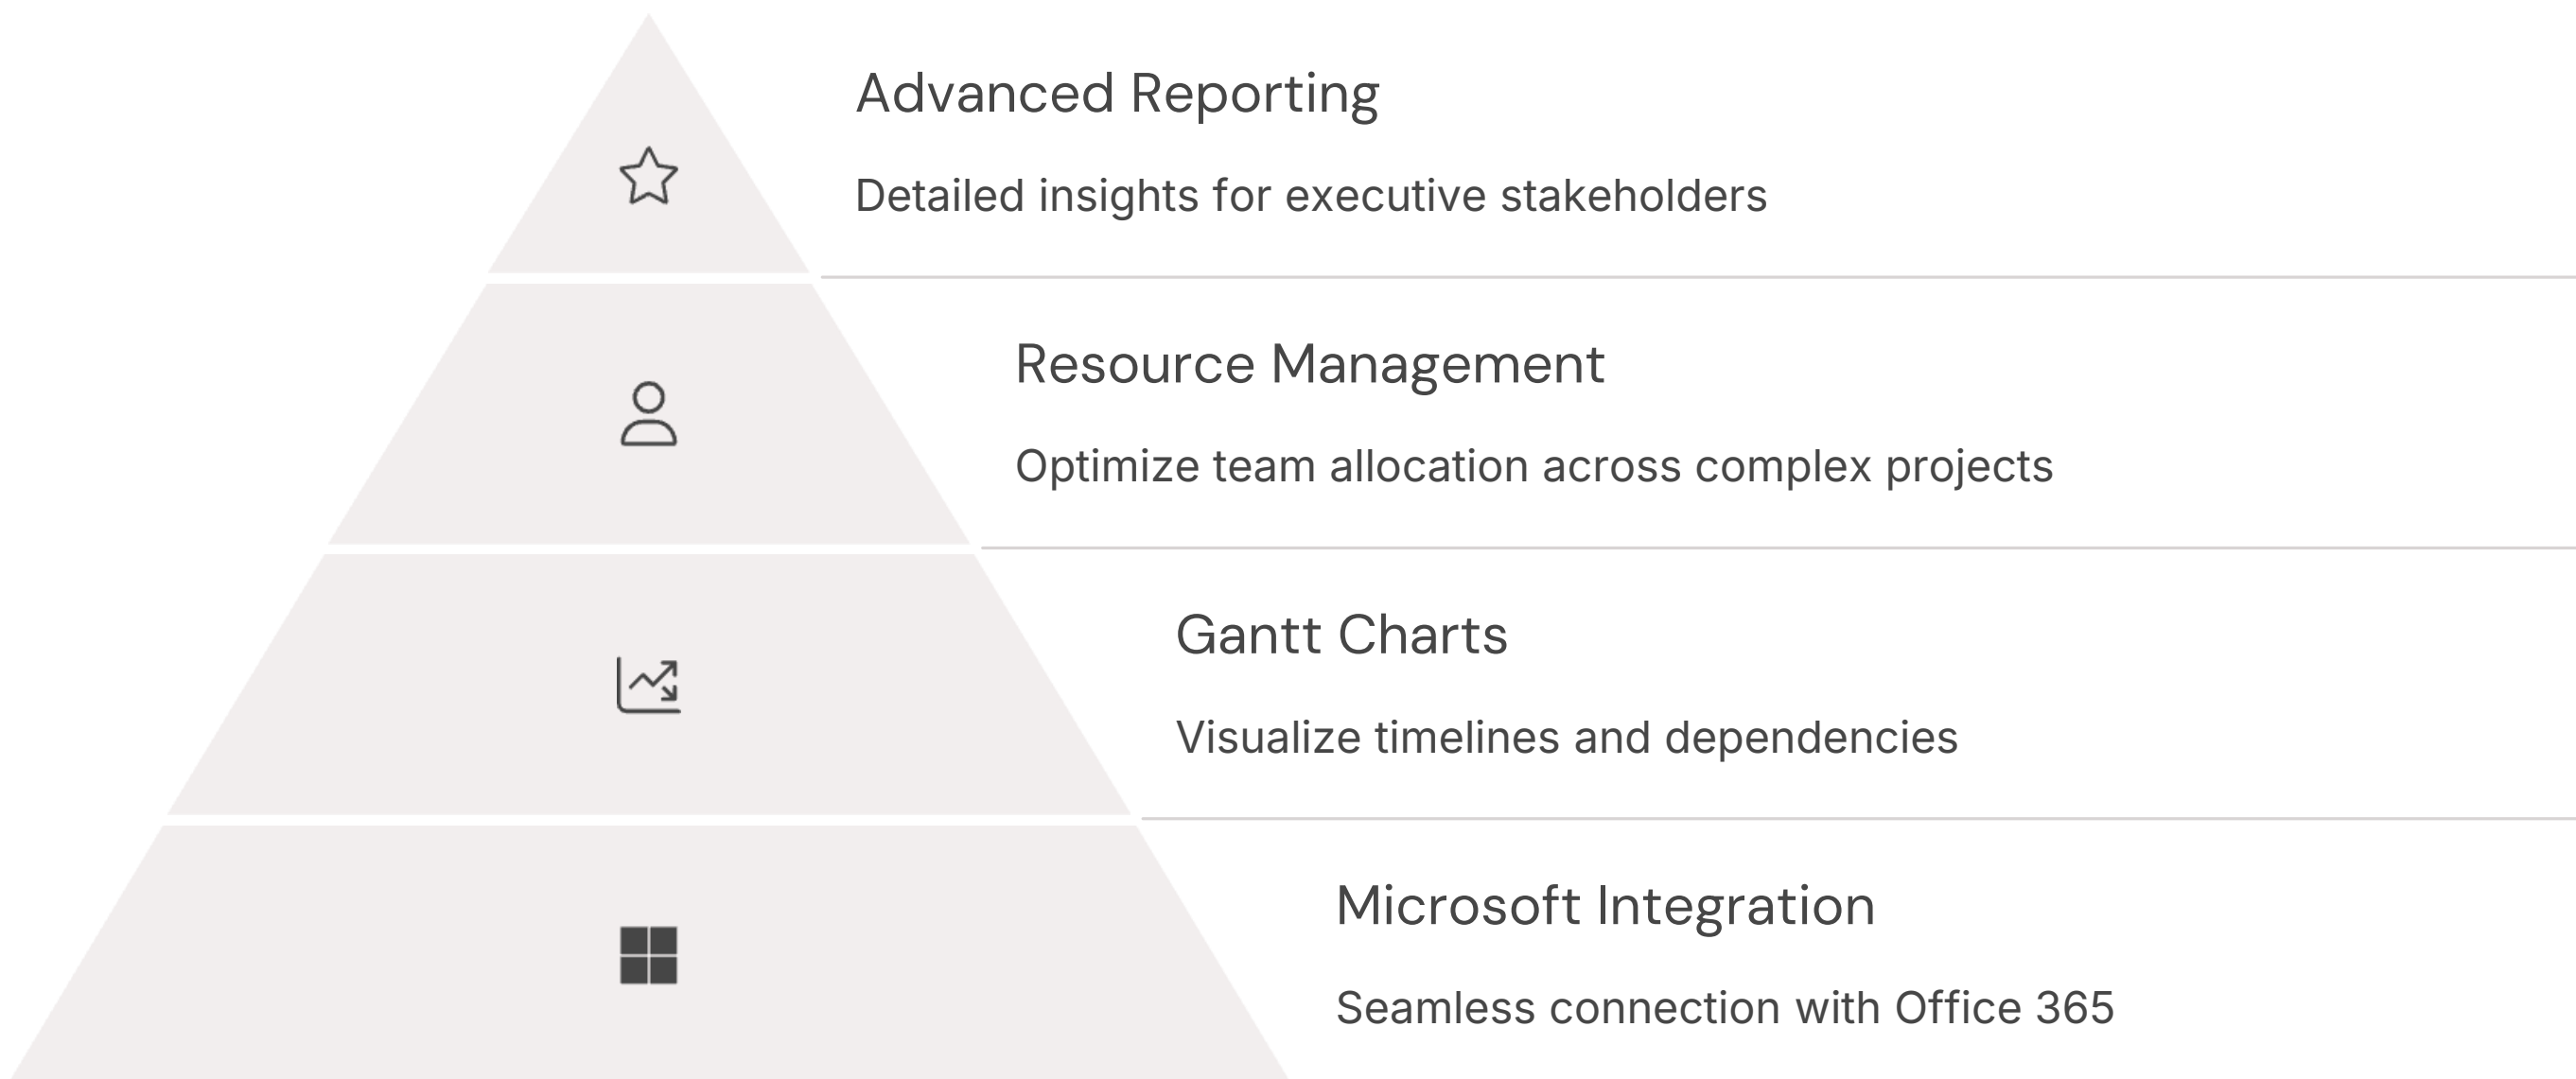 Advanced Reporting
Detailed insights for executive stakeholders
Resource Management
Optimize team allocation across complex projects
Gantt Charts
Visualize timelines and dependencies
Microsoft Integration
Seamless connection with Office 365